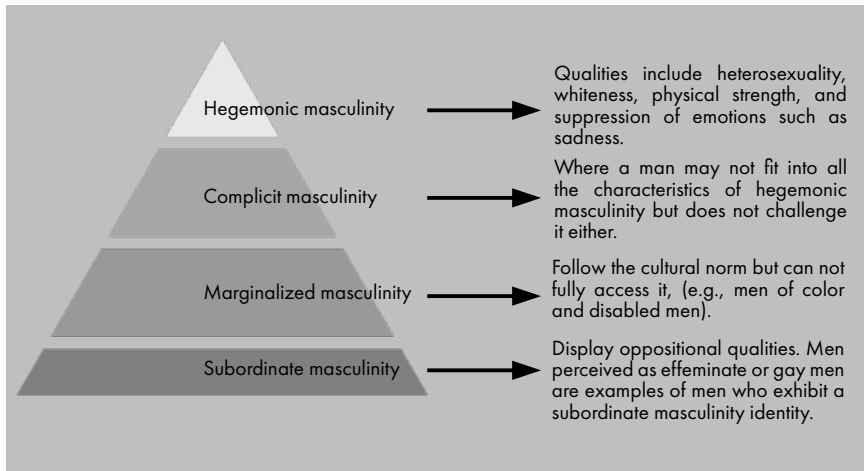 Hegemonic masculinity
Qualities include heterosexuality,
whiteness, physical strength, and
suppression of emotions such as
sadness.
Complicit masculinity
Where a man may not fit into all
the characteristics of hegemonic
masculinity but does not challenge
it either.
Marginalized masculinity
Follow the cultural norm but can not
fully access it, (e.g., men of color
and disabled men).
Subordinate masculinity
Display oppositional qualities. Men
perceived as effeminate or gay men
are examples of men who exhibit a
subordinate masculinity identity.